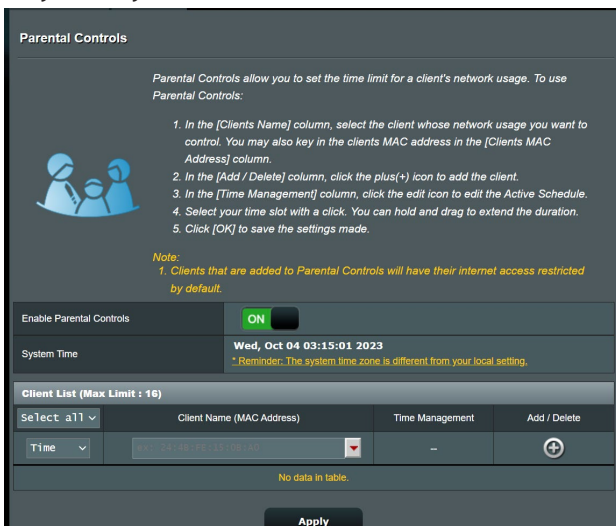 Parental Controls
Parental Controls allow you to set the time limit for a client's network usage. To use
Parental Controls:
1. In the [Clients Name] column, select the client whose network usage you want to
control. You may also key in the clients MAC address in the [Clients MAC
Address] column.
2. In the [Add / Delete] column, click the plus(+) icon to add the client.
3. In the [Time Management] column, click the edit icon to edit the Active Schedule.
4. Select your time slot with a click. You can hold and drag to extend the duration.
5. Click [OK] to save the settings made.
Note:
1. Clients that are added to Parental Controls will have their internet access restricted
by default.
Enable Parental Controls ON
System Time Wed, Oct 04 03:15:01 2023
* Reminder: The system time zone is different from your local setting.
Client List (Max Limit : 16)
Select all Client Name (MAC Address) Time Management Add / Delete
Time --
No data in table.
Apply